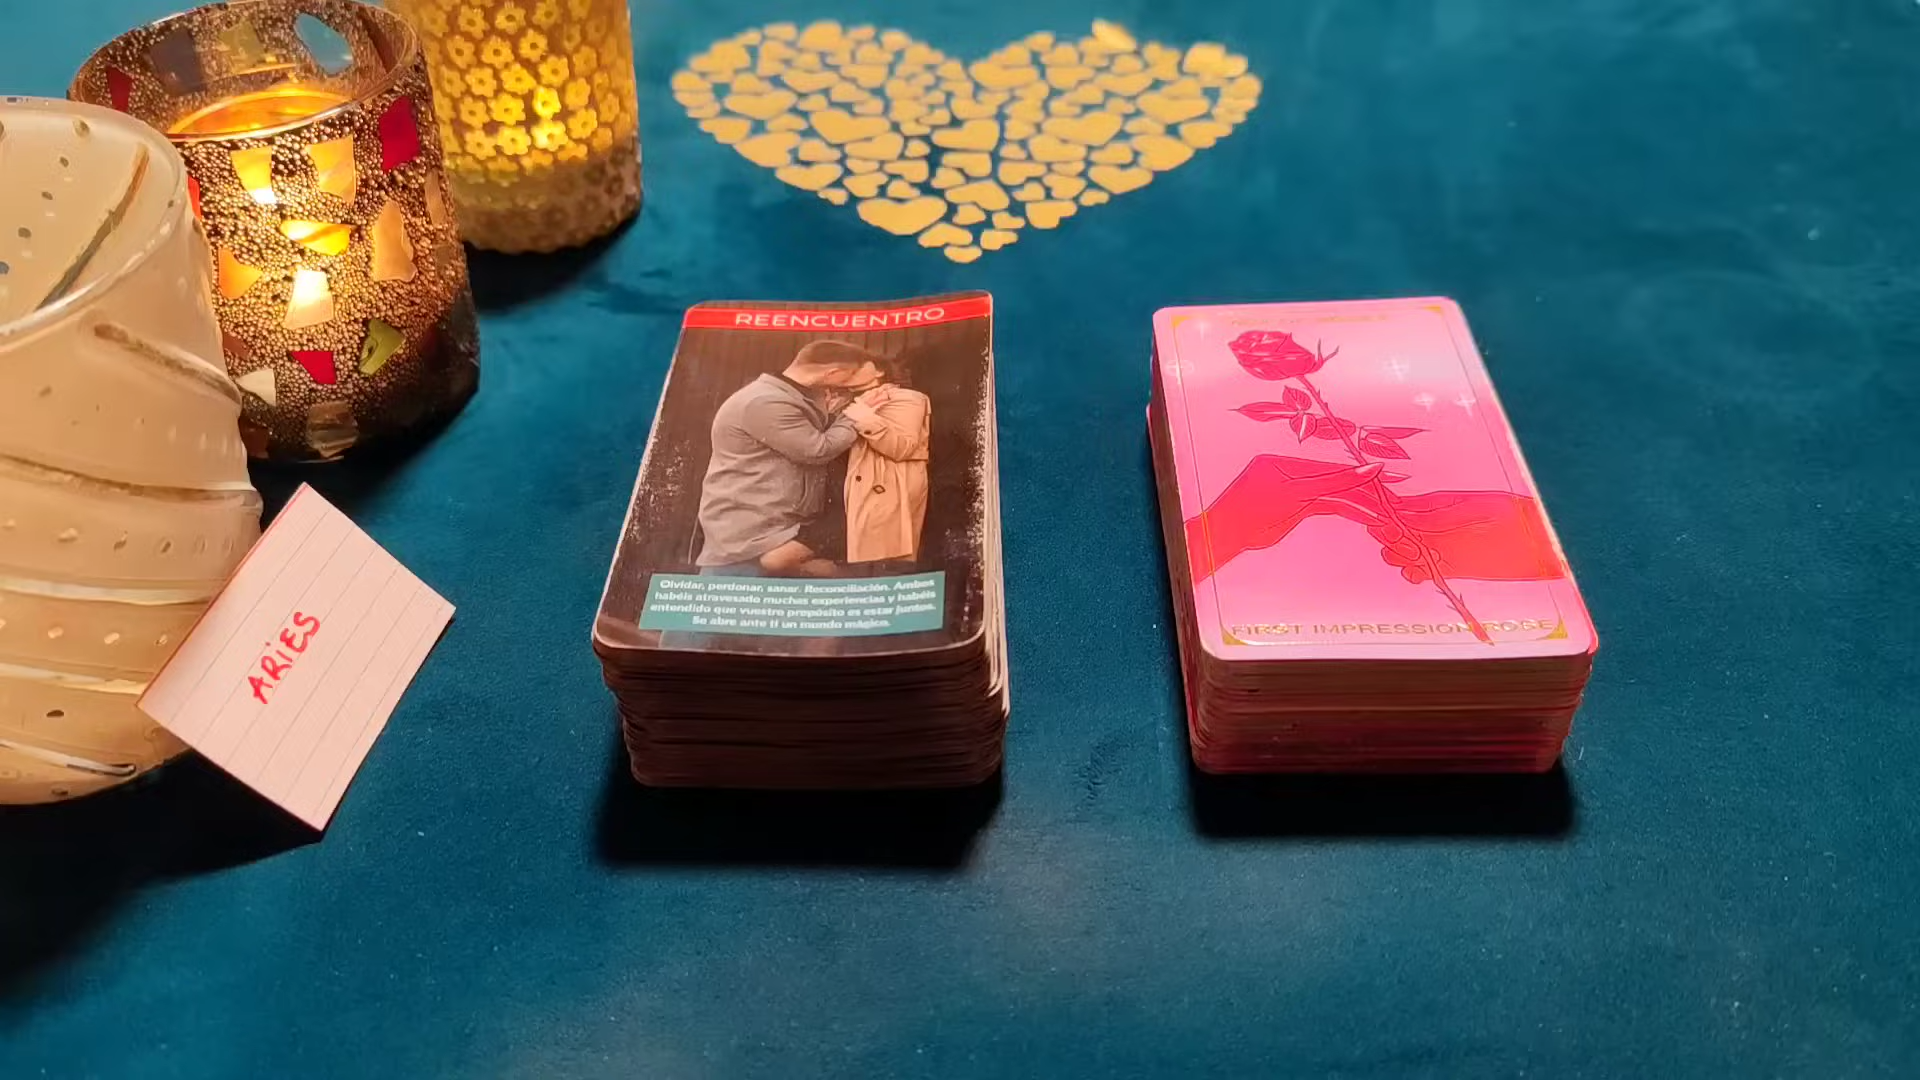 REENCUENTRO
Olvidar, perdonar, sanar. Reconciliación. Ambos
habéis atravesado muchas experiencias y habéis
entendido que vuestro propósito es estar juntos.
Se abre ante ti un mundo mágico.
FIRST IMPRESSION ROSE
ARiES